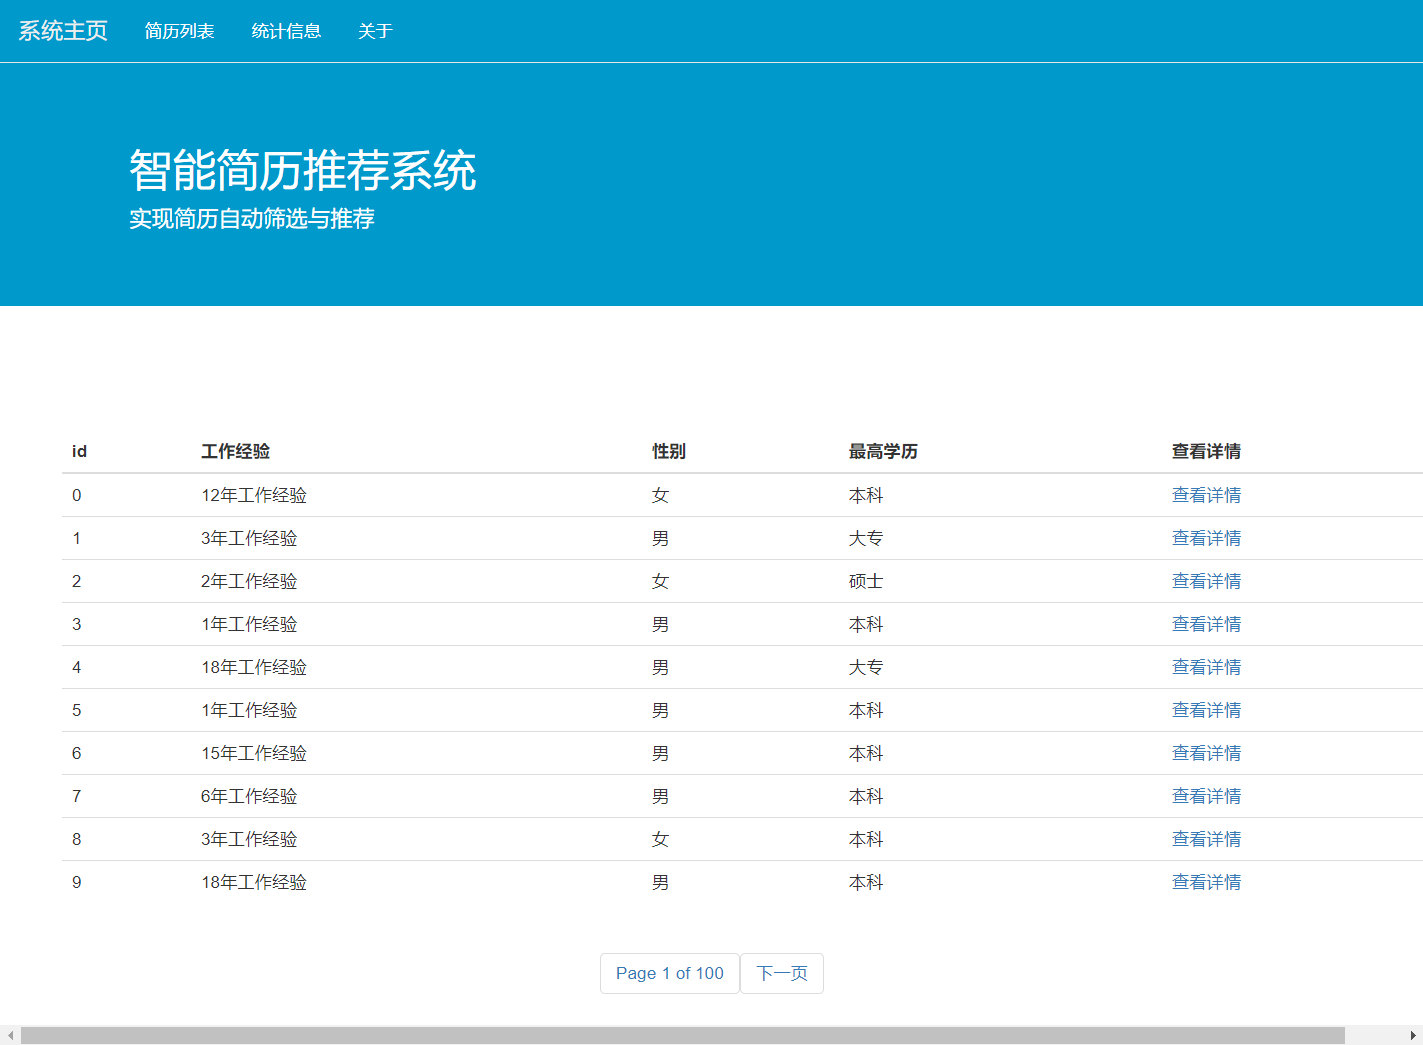 系统主页 简历列表 统计信息 关于
智能简历推荐系统
实现简历自动筛选与推荐
id 工作经验 性别 最高学历 查看详情
0 12年工作经验 女 本科 查看详情
1 3年工作经验 男 大专 查看详情
2 2年工作经验 女 硕士 查看详情
3 1年工作经验 男 本科 查看详情
4 18年工作经验 男 大专 查看详情
5 1年工作经验 男 本科 查看详情
6 15年工作经验 男 本科 查看详情
7 6年工作经验 男 本科 查看详情
8 3年工作经验 女 本科 查看详情
9 18年工作经验 男 本科 查看详情
Page 1 of 100 下一页